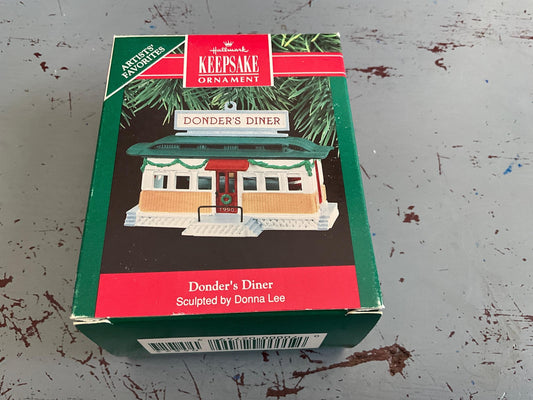 ARTISTS'
FAVORITES
Hallmark
KEEPSAKE
ORNAMENT
DONDER'S DINER
1990
Donder's Diner
Sculpted by Donna Lee